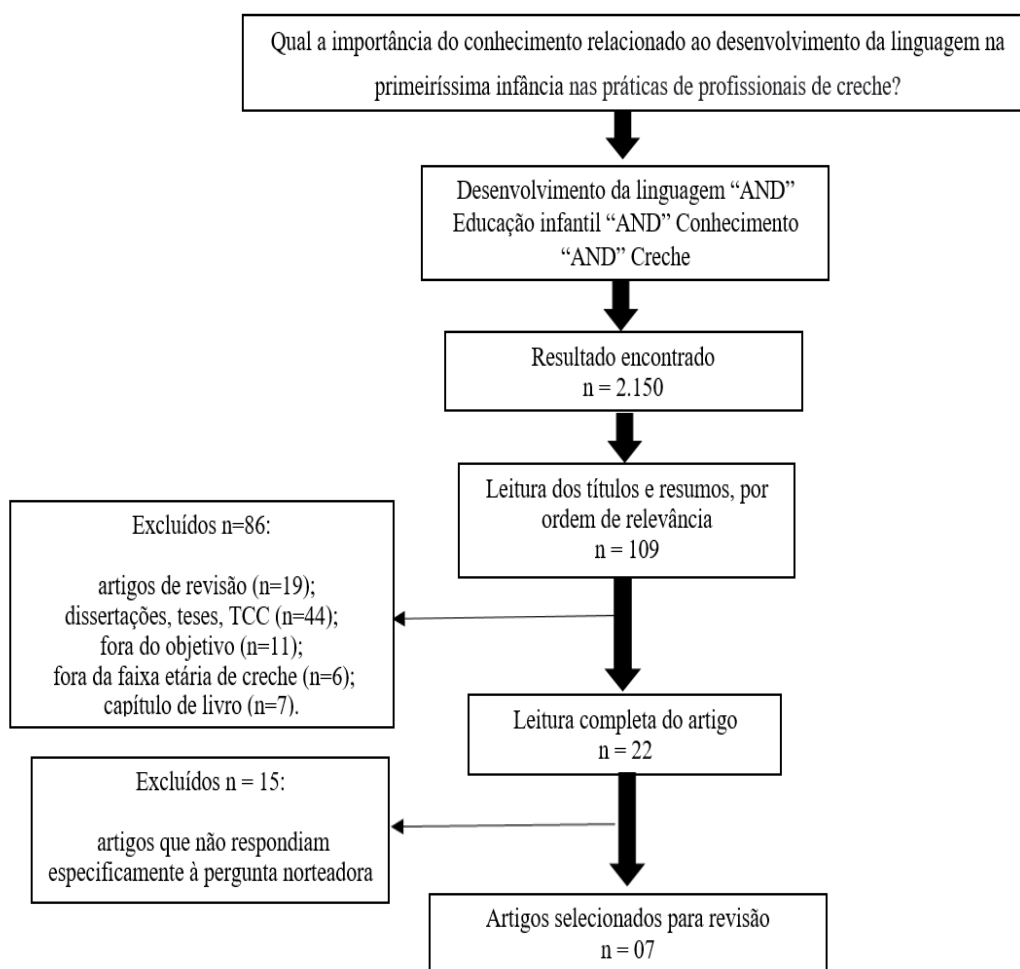 Qual a importância do conhecimento relacionado ao desenvolvimento da linguagem na
primeiríssima infância nas práticas de profissionais de creche?
Desenvolvimento da linguagem “AND”
Educação infantil “AND” Conhecimento
“AND” Creche
Resultado encontrado
n = 2.150
Leitura dos títulos e resumos, por
ordem de relevância
n = 109
Excluídos n=86:
artigos de revisão (n=19);
dissertações, teses, TCC (n=44);
fora do objetivo (n=11);
fora da faixa etária de creche (n=6);
capítulo de livro (n=7).
Leitura completa do artigo
n = 22
Excluídos n = 15:
artigos que não respondiam
especificamente à pergunta norteadora
Artigos selecionados para revisão
n = 07